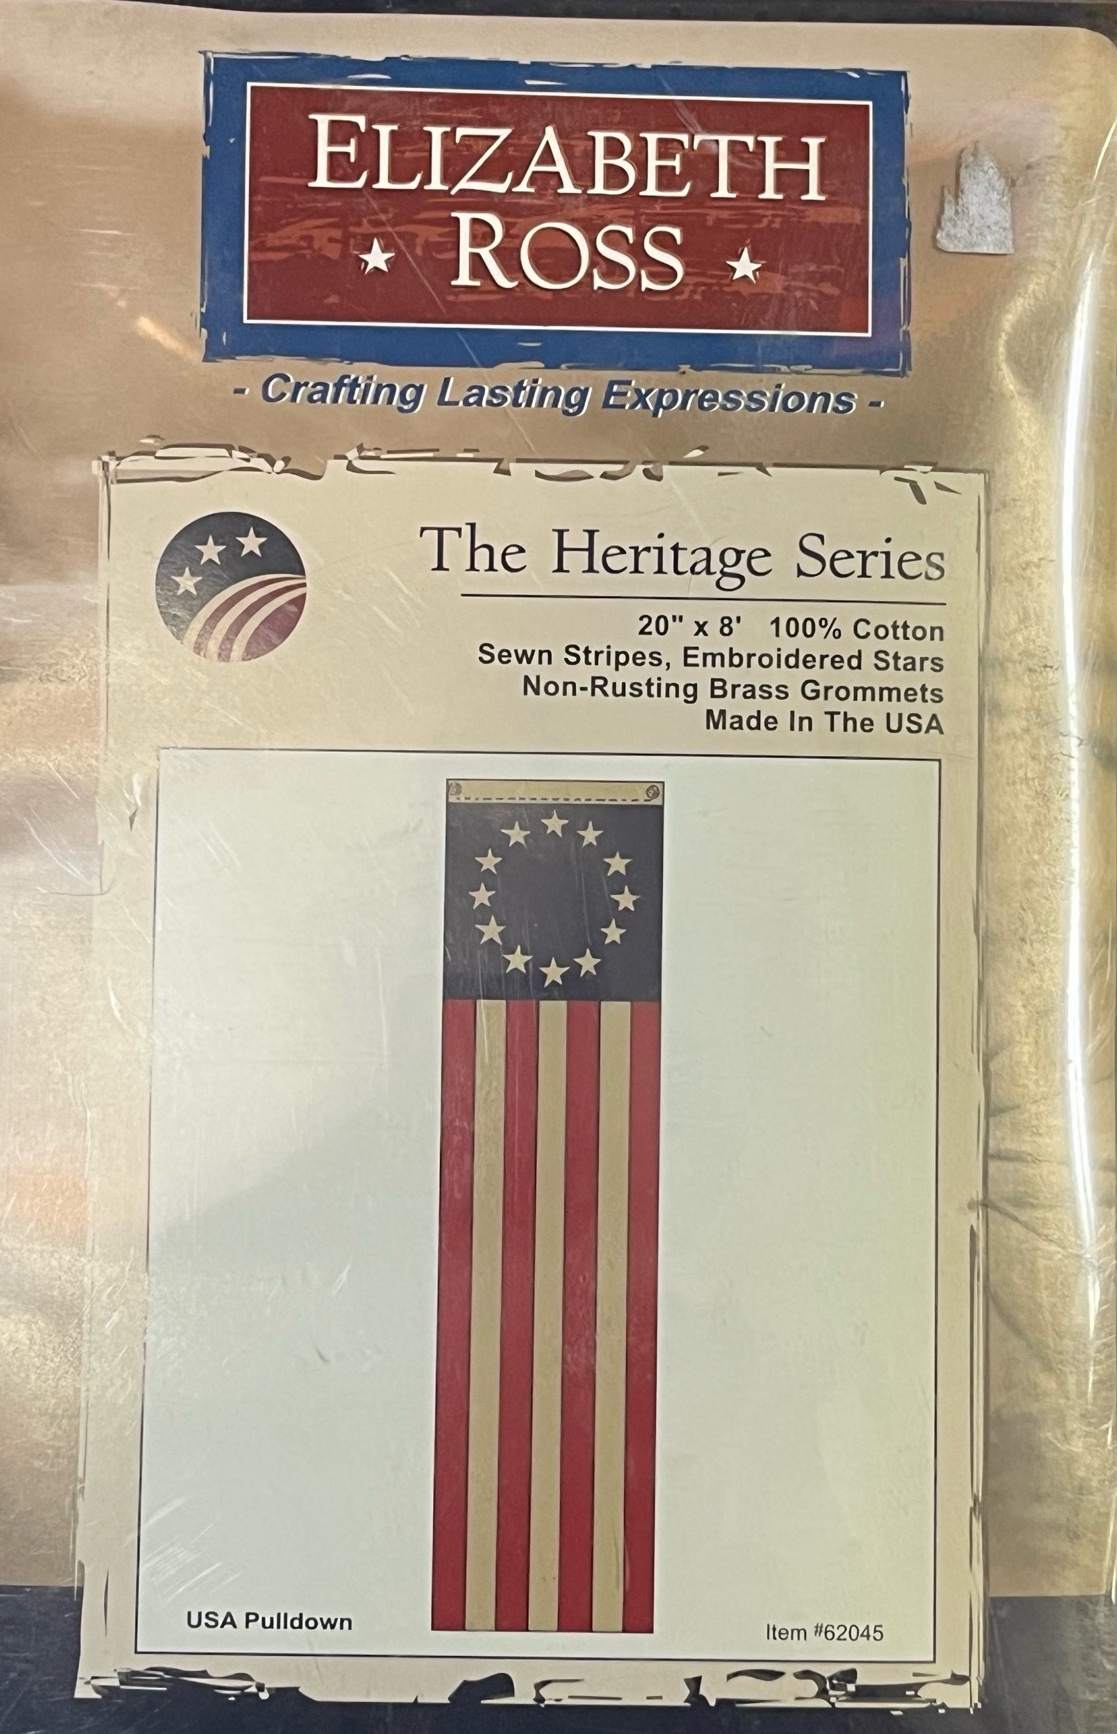 ELIZABETH
ROSS
- Crafting Lasting Expressions -
The Heritage Series
20" x 8' 100% Cotton
Sewn Stripes, Embroidered Stars
Non-Rusting Brass Grommets
Made In The USA
USA Pulldown
Item #62045